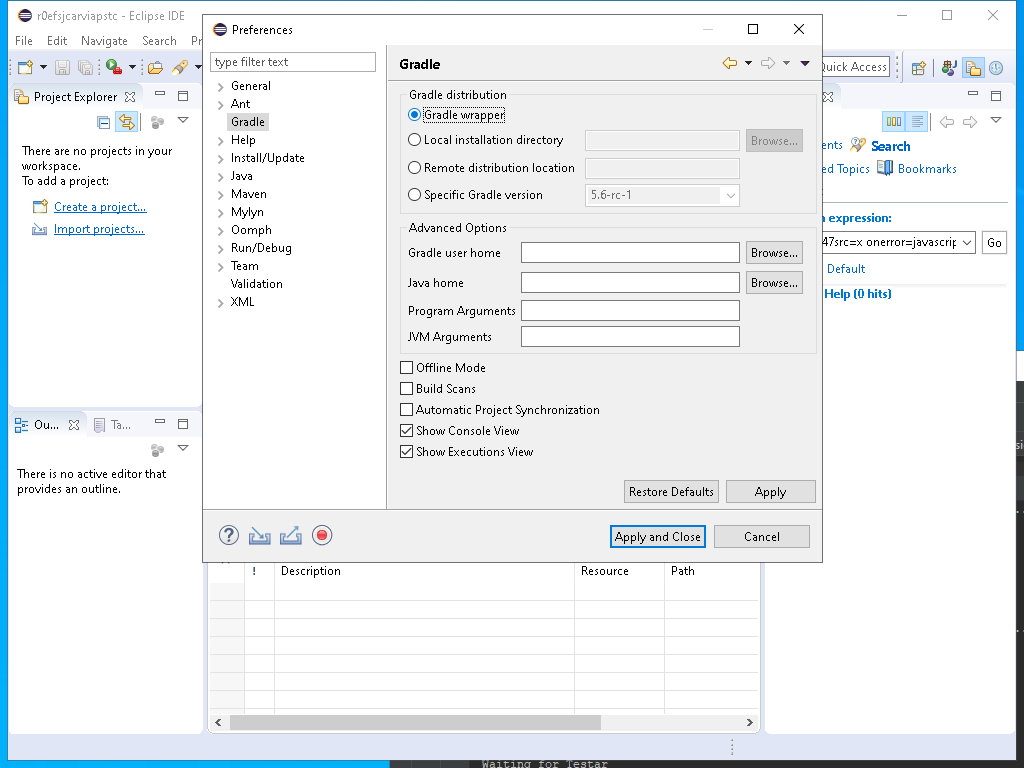 r0efsjcarviapstc - Eclipse IDE
File Edit Navigate Search Pr
Quick Access
Project Explorer
There are no projects in your
workspace.
To add a project:
Create a project...
Import projects...
Ou...
Ta...
There is no active editor that
provides an outline.
Preferences
type filter text
General
Ant
Gradle
Help
Install/Update
Java
Maven
Mylyn
Oomph
Run/Debug
Team
Validation
XML
Gradle
Gradle distribution
Gradle wrapper
Local installation directory
Browse...
Remote distribution location
Specific Gradle version
5.6-rc-1
Advanced Options
Gradle user home
Browse...
Java home
Browse...
Program Arguments
JVM Arguments
Offline Mode
Build Scans
Automatic Project Synchronization
Show Console View
Show Executions View
Restore Defaults
Apply
Apply and Close
Cancel
ents Search
ed Topics Bookmarks
expression:
47src=x onerror=javascrip
Go
Default
Help (0 hits)
! Description Resource Path
Waiting for Testar